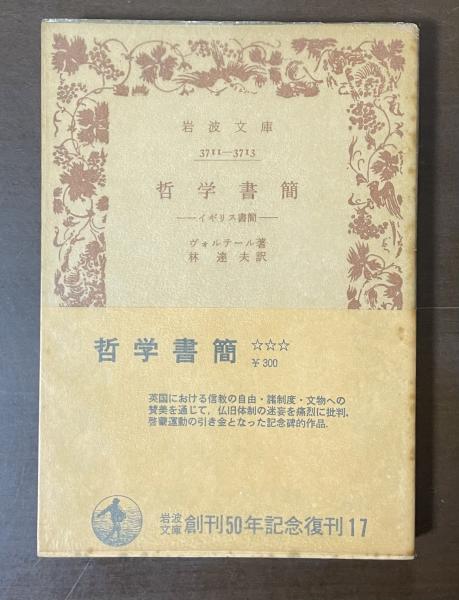 岩波文庫
3711—3713
哲学書簡
——イギリス書簡——
ヴォルテール著
林達夫訳
哲学書簡 ☆☆☆
¥300
英国における信教の自由・諸制度・文物への
賛美を通じて，仏旧体制の迷妄を痛烈に批判、
啓蒙運動の引き金となった記念碑的作品．
岩波文庫 創刊50年記念復刊17